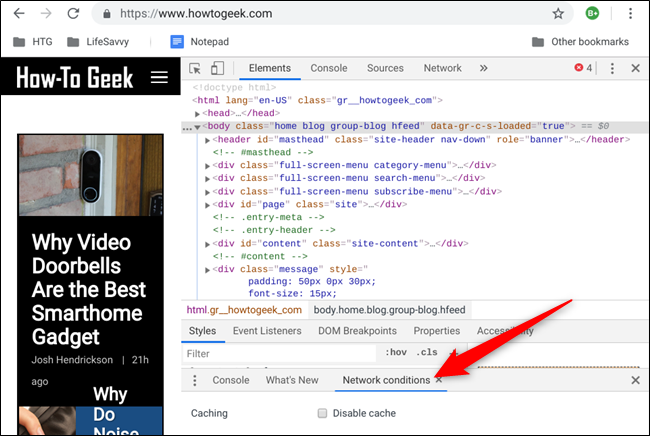 https://www.howtogeek.com
HTG LifeSavvy Notepad Other bookmarks
How-To Geek
Elements Console Sources Network » 4
<!doctype html>
<html lang="en-US" class="gr__howtogeek_com">
<head>…</head>
…<body class="home blog group-blog hfeed" data-gr-c-s-loaded="true"> == $0
<header id="masthead" class="site-header nav-down" role="banner">…</header>
<!-- #masthead -->
<div class="full-screen-menu category-menu">…</div>
<div class="full-screen-menu search-menu">…</div>
<div class="full-screen-menu subscribe-menu">…</div>
<div id="page" class="site">…</div>
<!-- .entry-meta -->
<!-- .entry-header -->
<div id="content" class="site-content">…</div>
<!-- #content -->
<div class="message" style="
padding: 50px 0px 30px;
font-size: 15px;
html.gr__howtogeek_com body.home.blog.group-blog.hfeed
Styles Event Listeners DOM Breakpoints Properties Accessibility
Filter :hov .cls
Console What's New Network conditions ×
Caching Disable cache
Why Video
Doorbells
Are the Best
Smarthome
Gadget
Josh Hendrickson | 21h
ago
Why
Do
Noise